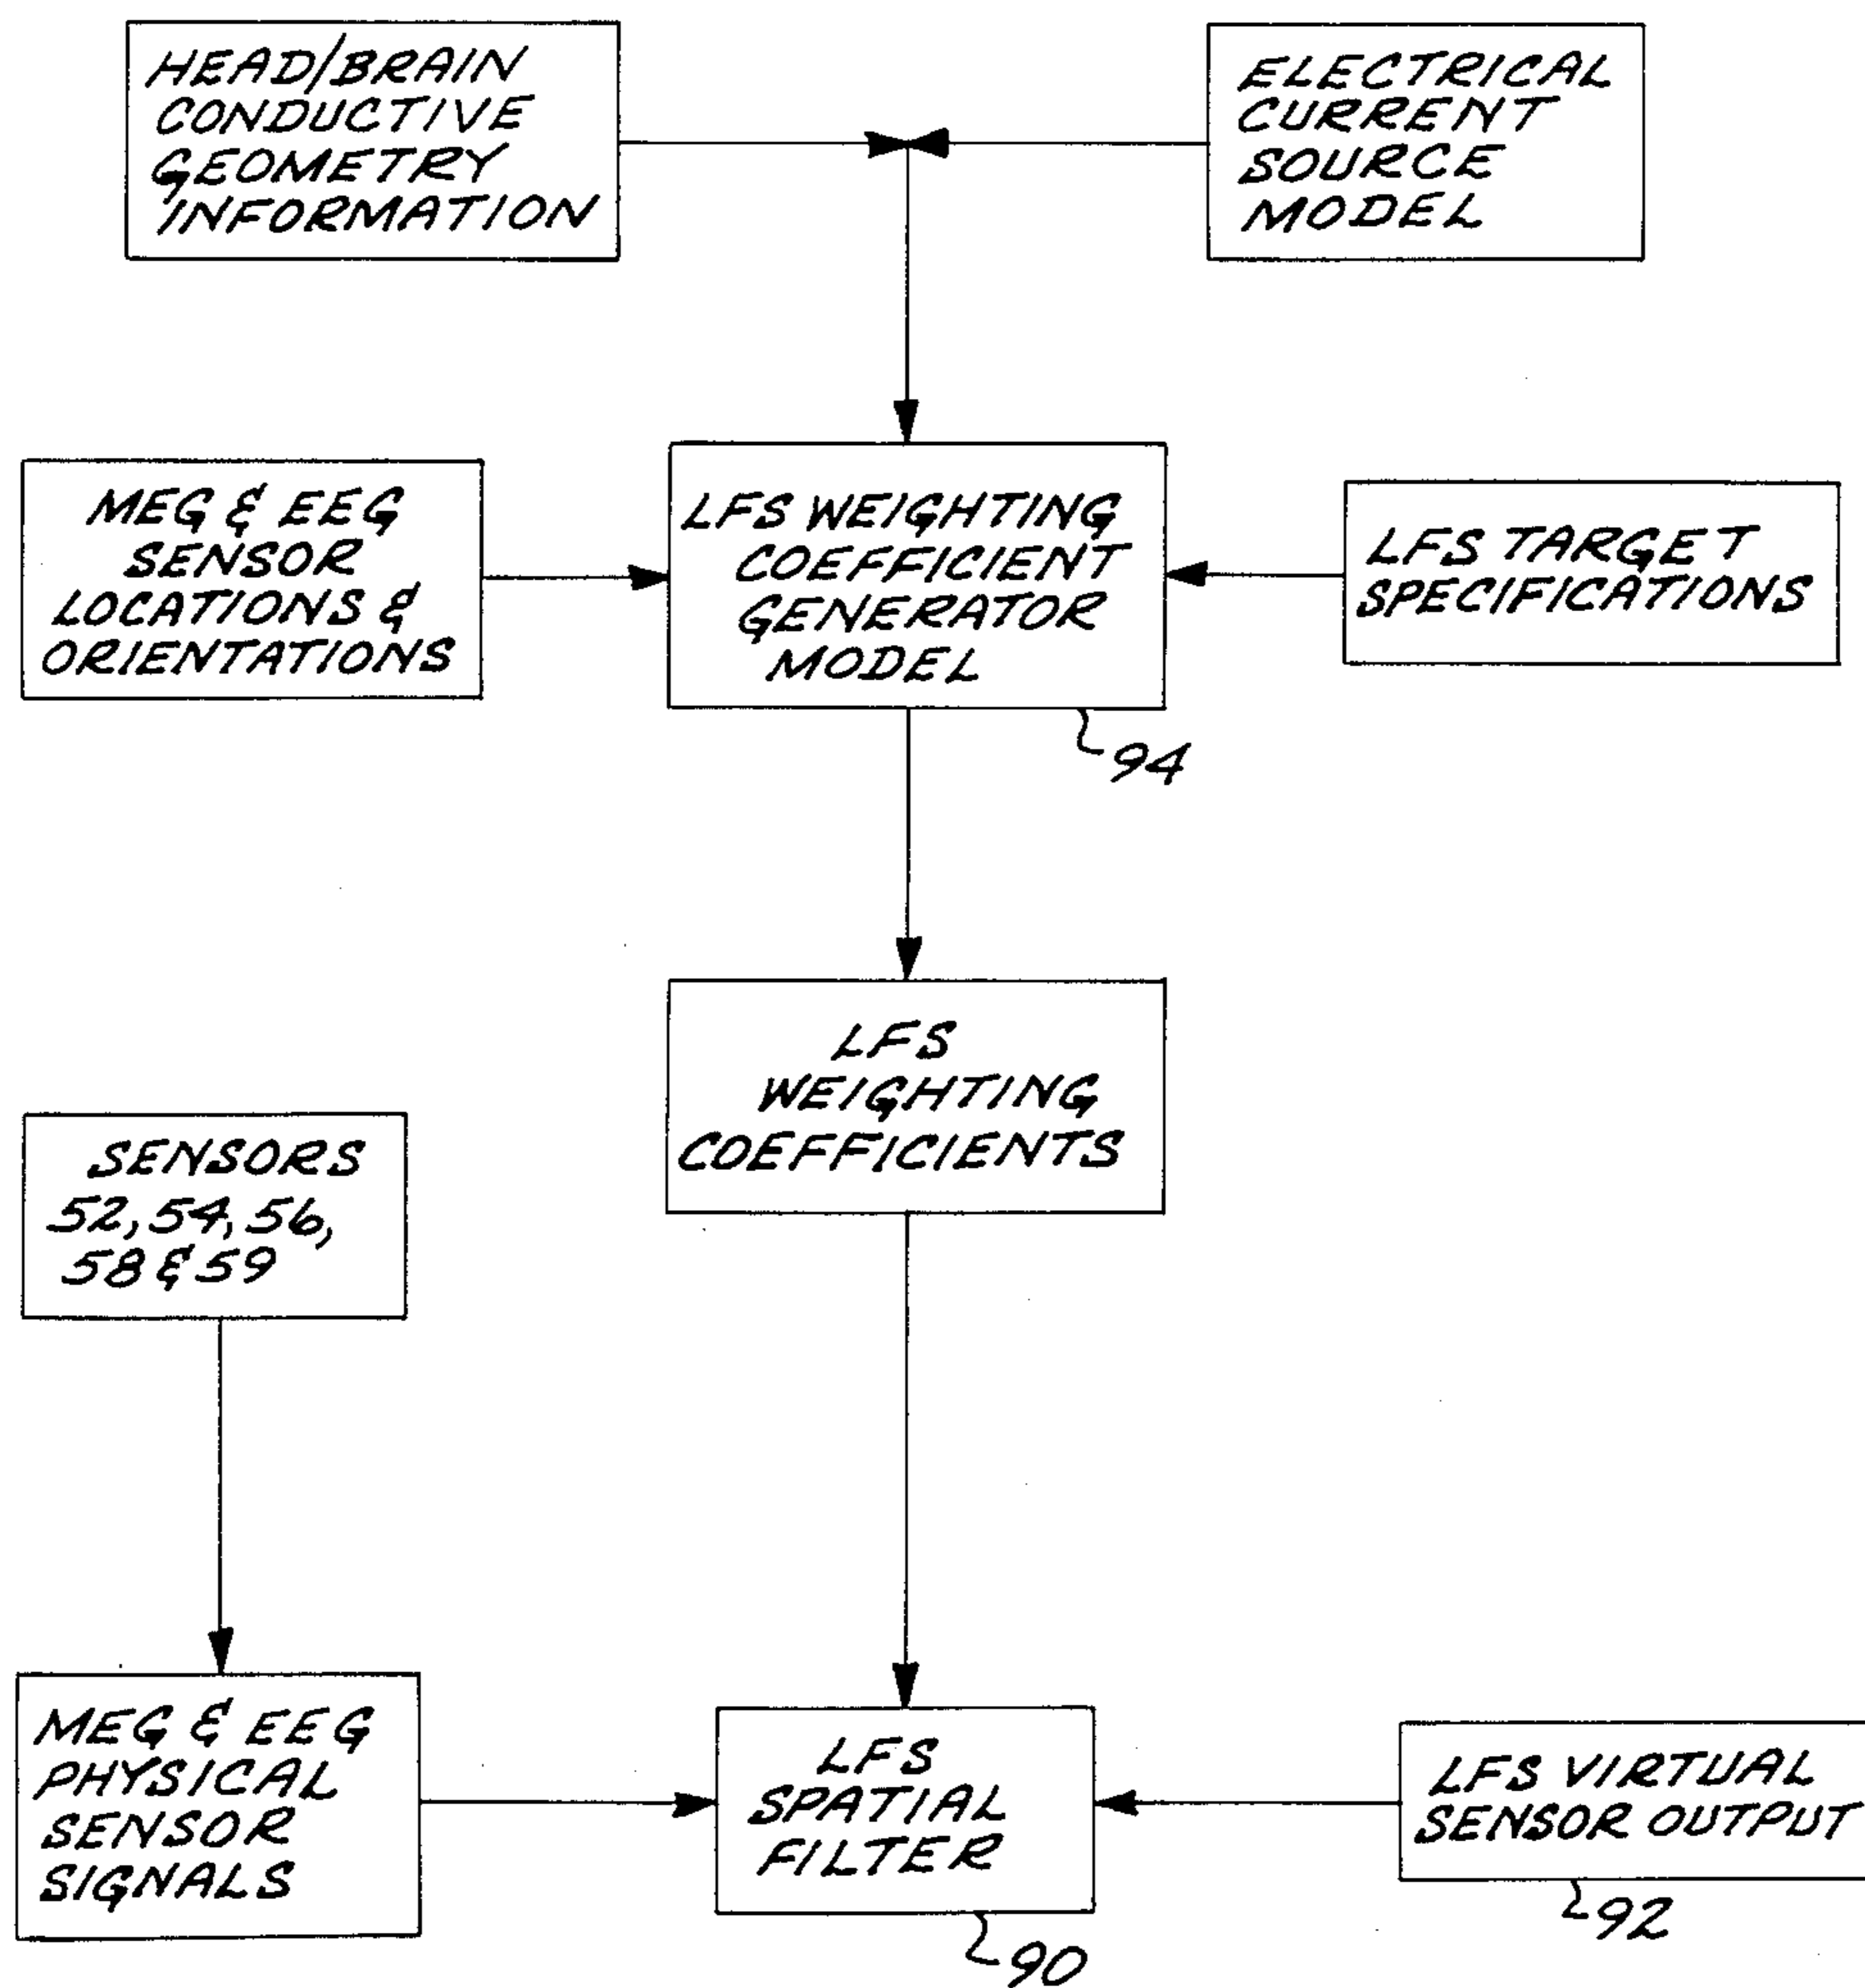 HEAD/BRAIN
CONDUCTIVE
GEOMETRY
INFORMATION
ELECTRICAL
CURRENT
SOURCE
MODEL
MEG & EEG
SENSOR
LOCATIONS &
ORIENTATIONS
LFS WEIGHTING
COEFFICIENT
GENERATOR
MODEL
94
LFS TARGET
SPECIFICATIONS
LFS
WEIGHTING
COEFFICIENTS
SENSORS
52, 54, 56,
58 & 59
MEG & EEG
PHYSICAL
SENSOR
SIGNALS
LFS
SPATIAL
FILTER
90
LFS VIRTUAL
SENSOR OUTPUT
92